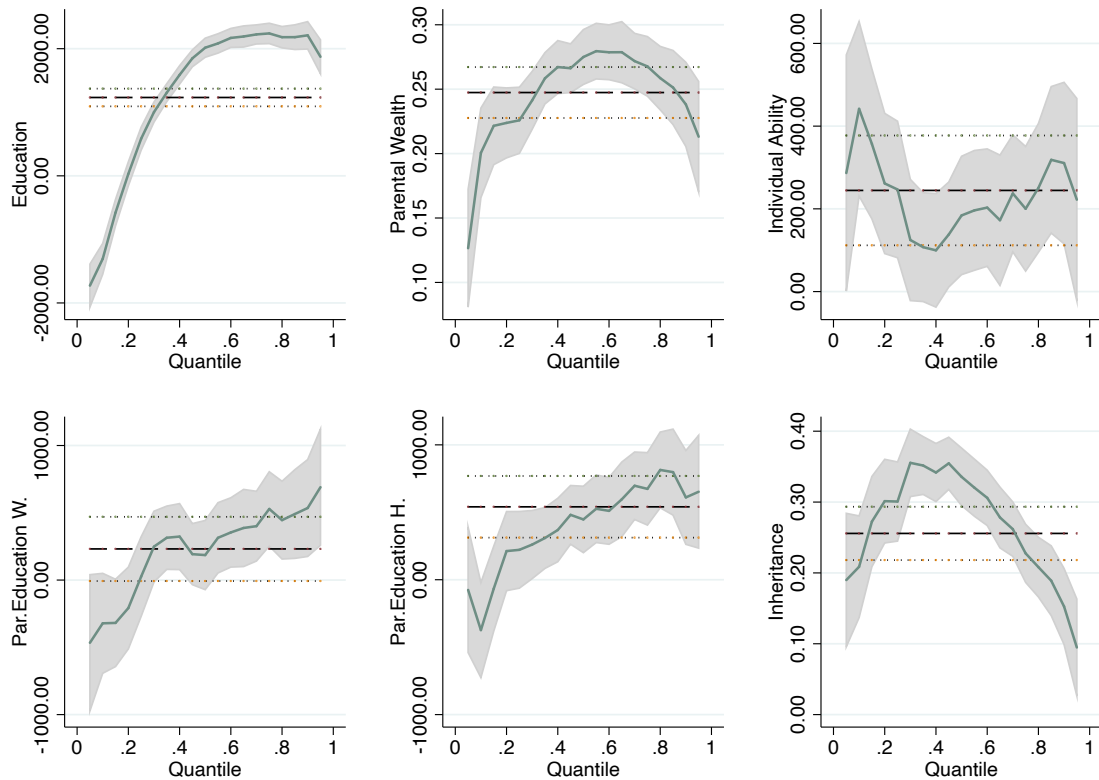 Education
2000.00
0.00
-2000.00
0 .2 .4 .6 .8 1
Quantile
Parental Wealth
0.30
0.25
0.20
0.15
0.10
0 .2 .4 .6 .8 1
Quantile
Individual Ability
600.00
400.00
200.00
0.00
0 .2 .4 .6 .8 1
Quantile
Par.Education W.
1000.00
0.00
-1000.00
0 .2 .4 .6 .8 1
Quantile
Par.Education H.
1000.00
0.00
-1000.00
0 .2 .4 .6 .8 1
Quantile
Inheritance
0.40
0.30
0.20
0.10
0.00
0 .2 .4 .6 .8 1
Quantile